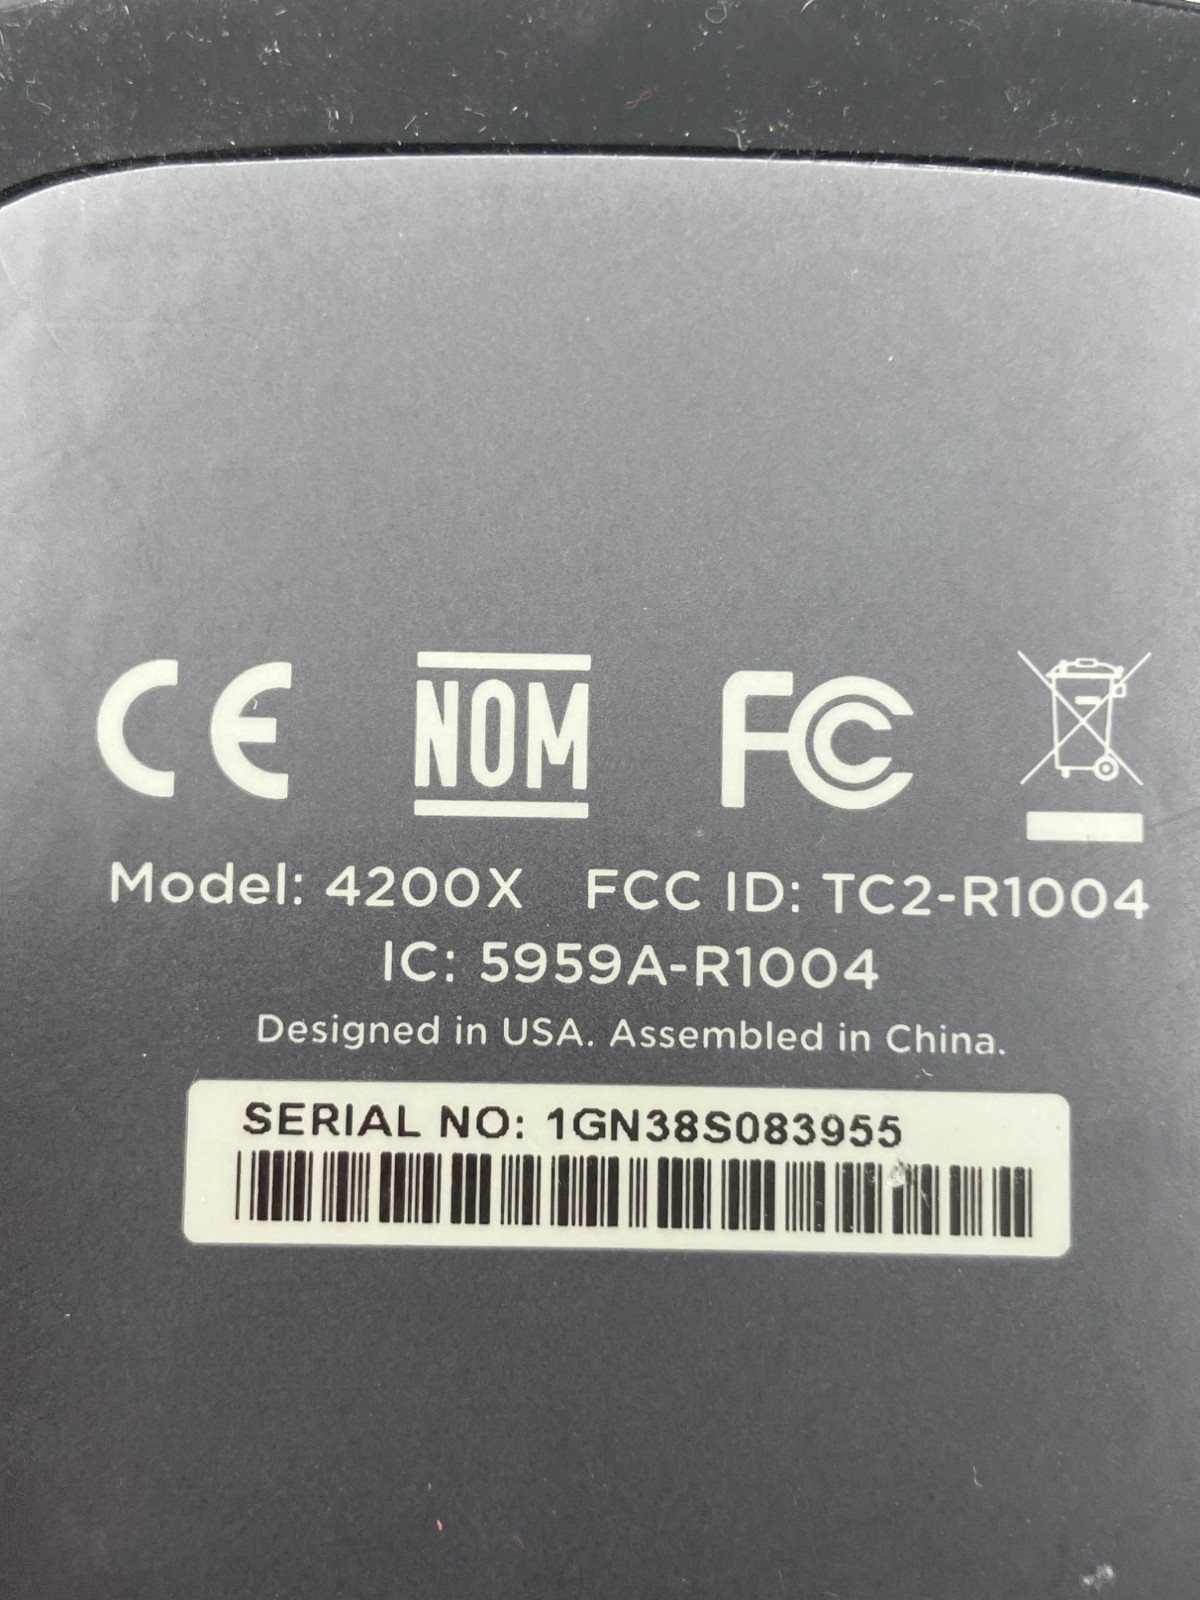 CE NOM FC
Model: 4200X FCC ID: TC2-R1004
IC: 5959A-R1004
Designed in USA. Assembled in China.
SERIAL NO: 1GN38S083955